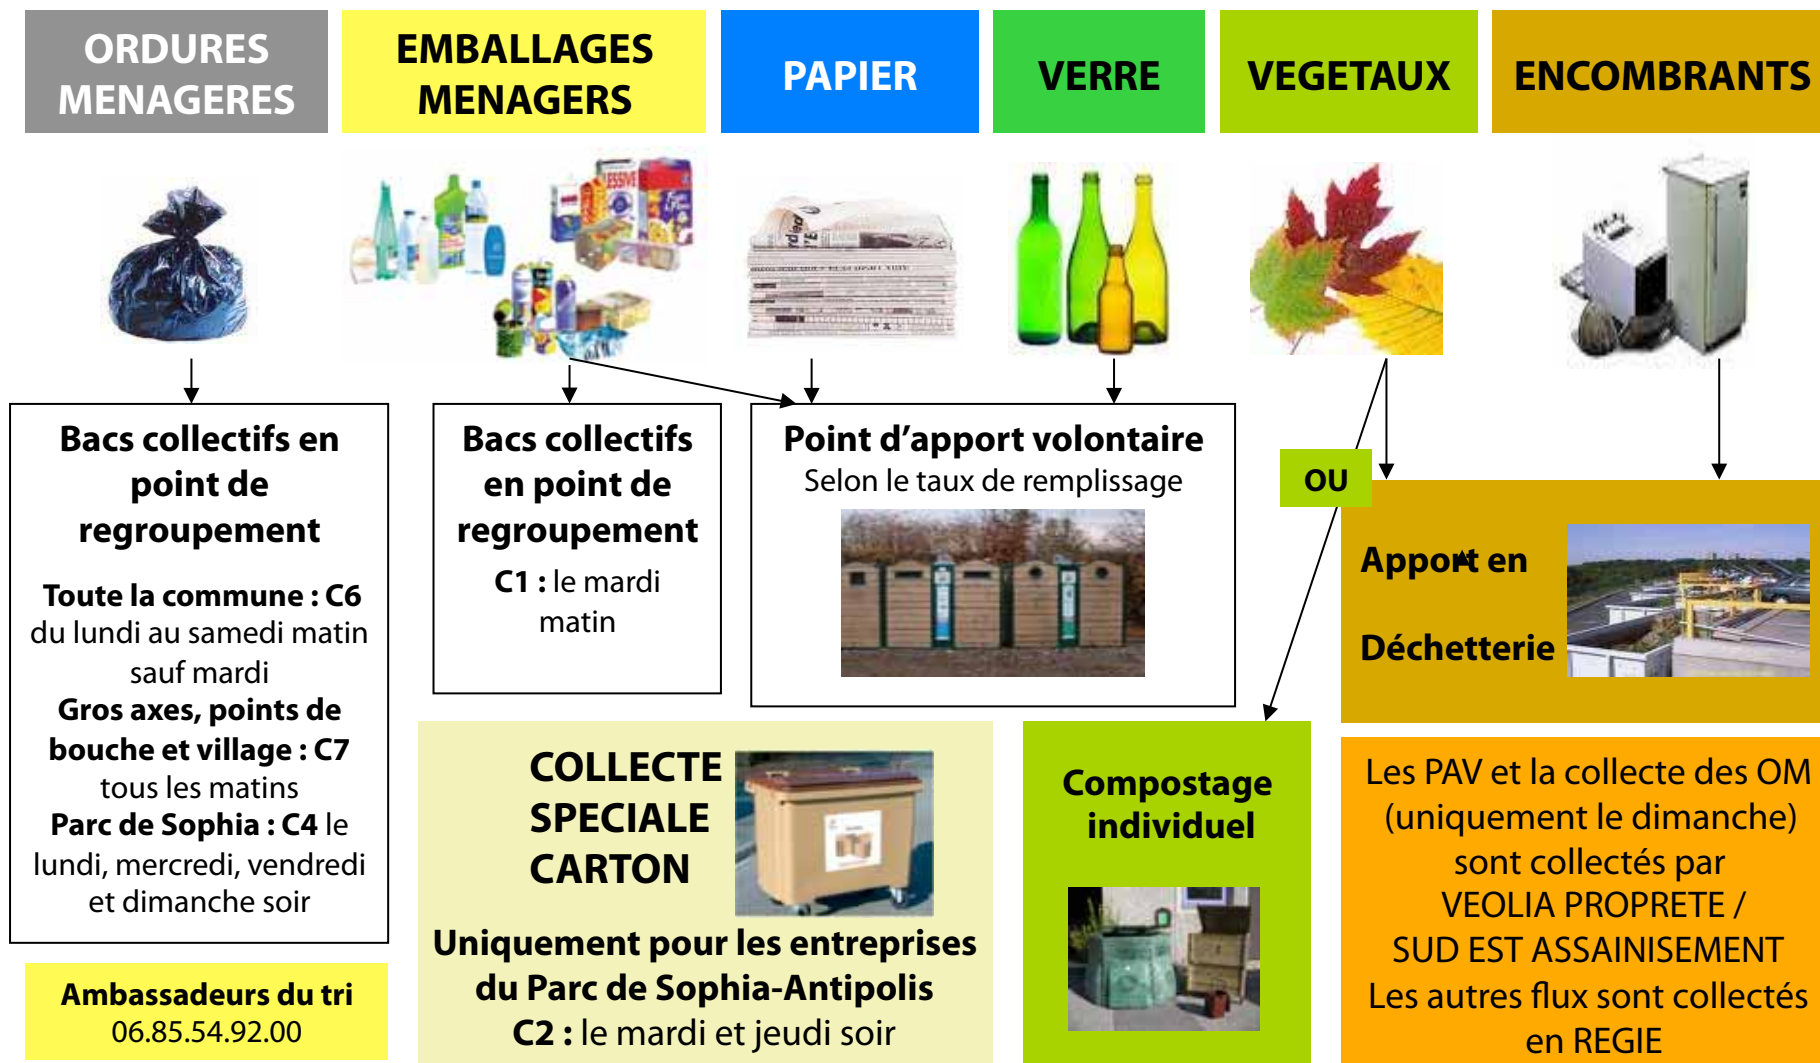 ORDURES
MENAGERES
EMBALLAGES
MENAGERS
PAPIER
VERRE
VEGETAUX
ENCOMBRANTS
Bacs collectifs en
point de
regroupement
Toute la commune : C6
du lundi au samedi matin
sauf mardi
Gros axes, points de
bouche et village : C7
tous les matins
Parc de Sophia : C4 le
lundi, mercredi, vendredi
et dimanche soir
Ambassadeurs du tri
06.85.54.92.00
Bacs collectifs
en point de
regroupement
C1 : le mardi
matin
Point d’apport volontaire
Selon le taux de remplissage
OU
Apport en
Déchetterie
COLLECTE
SPECIALE
CARTON
Uniquement pour les entreprises
du Parc de Sophia-Antipolis
C2 : le mardi et jeudi soir
Compostage
individuel
Les PAV et la collecte des OM
(uniquement le dimanche)
sont collectés par
VEOLIA PROPRETE /
SUD EST ASSAINISEMENT
Les autres flux sont collectés
en REGIE